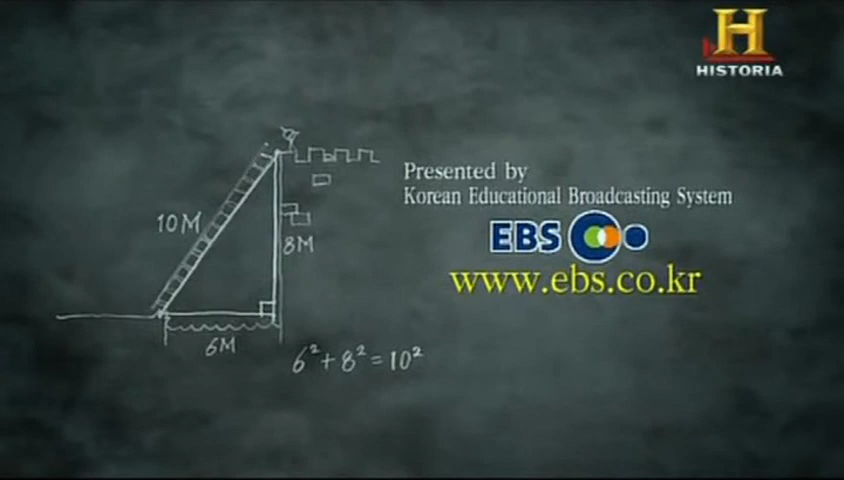 H
HISTORIA
Presented by
Korean Educational Broadcasting System
EBS
www.ebs.co.kr
10M
8M
6M
6² + 8² = 10²